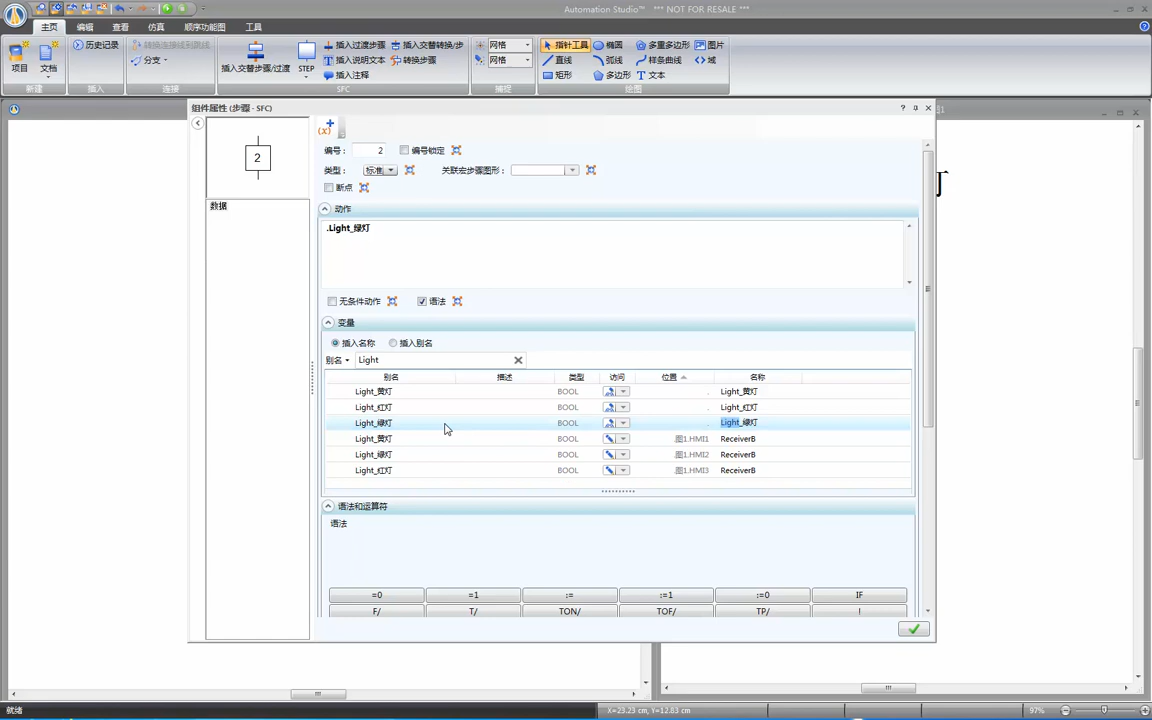 Automation Studio™ *** NOT FOR RESALE ***
主页 编辑 查看 仿真 顺序功能图 工具
项目 文档
新建
历史记录
插入
转换连接线到跳线
分支
连接
插入交替步骤/过渡
STEP
插入过渡步骤
插入说明文本
插入注释
插入交替转换/步
转换步骤
SFC
网格
网格
捕捉
指针工具 椭圆 多重多边形 图片
直线 弧线 样条曲线 域
矩形 多边形 文本
绘图
组件属性 (步骤 - SFC)
2
数据
编号: 2 编号锁定
类型: 标准 关联宏步骤图形:
断点
动作
.Light_绿灯
无条件动作 语法
变量
插入名称 插入别名
别名 Light
别名 描述 类型 访问 位置 名称
Light_黄灯 BOOL . Light_黄灯
Light_红灯 BOOL . Light_红灯
Light_绿灯 BOOL . Light_绿灯
Light_黄灯 BOOL .图1.HMI1 ReceiverB
Light_绿灯 BOOL .图1.HMI2 ReceiverB
Light_红灯 BOOL .图1.HMI3 ReceiverB
语法和运算符
语法
=0 =1 := :=1 :=0 IF
F/ T/ TON/ TOF/ TP/ !
就绪
X=23.23 cm, Y=12.83 cm
97%